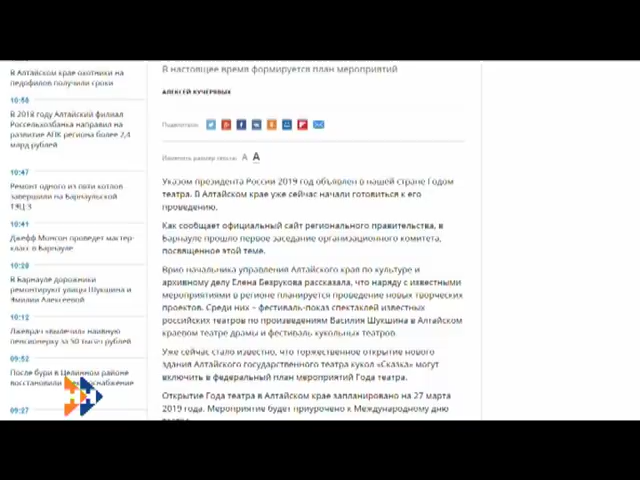 В Алтайском крае охотники на
педофилов получили сроки
10:58
В 2018 году Алтайский филиал
Россельхозбанка направил на
развитие АПК региона более 2,4
млрд рублей
10:47
Ремонт одного из пяти котлов
завершили на Барнаульской
ТЭЦ-3
10:41
Джефф Монсон проведет мастер-
класс в Барнауле
10:28
В Барнауле дорожники
ремонтируют улицы Шукшина и
Эмилии Алексеевой
10:12
Лжеврач «вылечил» наивную
пенсионерку за 50 тысяч рублей
09:52
После бури в Целинном районе
восстановили
09:27
В настоящее время формируется план мероприятий
АЛЕКСЕЙ КУЧЕРЯВЫХ
Поделиться:
Изменить размер текста: A A
Указом президента России 2019 год объявлен в нашей стране Годом
театра. В Алтайском крае уже сейчас начали готовиться к его
проведению.
Как сообщает официальный сайт регионального правительства, в
Барнауле прошло первое заседание организационного комитета,
посвященное этой теме.
Врио начальника управления Алтайского края по культуре и
архивному делу Елена Безрукова рассказала, что наряду с известными
мероприятиями в регионе планируется проведение новых творческих
проектов. Среди них – фестиваль-показ спектаклей известных
российских театров по произведениям Василия Шукшина в Алтайском
краевом театре драмы и фестиваль кукольных театров.
Уже сейчас стало известно, что торжественное открытие нового
здания Алтайского государственного театра кукол «Сказка» могут
включить в федеральный план мероприятий Года театра.
Открытие Года театра в Алтайском крае запланировано на 27 марта
2019 года. Мероприятие будет приурочено к Международному дню